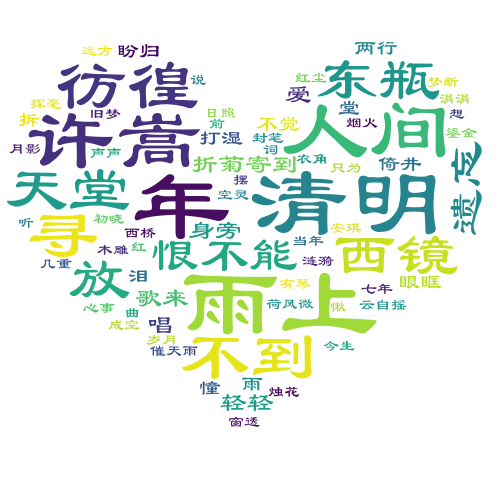 远方
盼归
两行
彷徨
东瓶
梦断
说
红尘
爱
涓涓
挥毫
旧梦
日照
堂
想
拆
许嵩
前
不觉
烟火
人间
鎏金
月影
声声
打湿
封笔
词
衣角
倚井
遗忘
折菊寄到
只为
天堂
年
摆
空灵
清明
初晓
寻
身旁
安琪
听
西桥
当年
西镜
木雕
红
恨不能
涟漪
几重
放
泪
眼眶
有琴
七年
心事
歌来
雨上
荷风微
愀
云自摇
曲
成空
唱
岁月
不到
今生
催天雨
憧
雨
烛花
轻轻
窗透